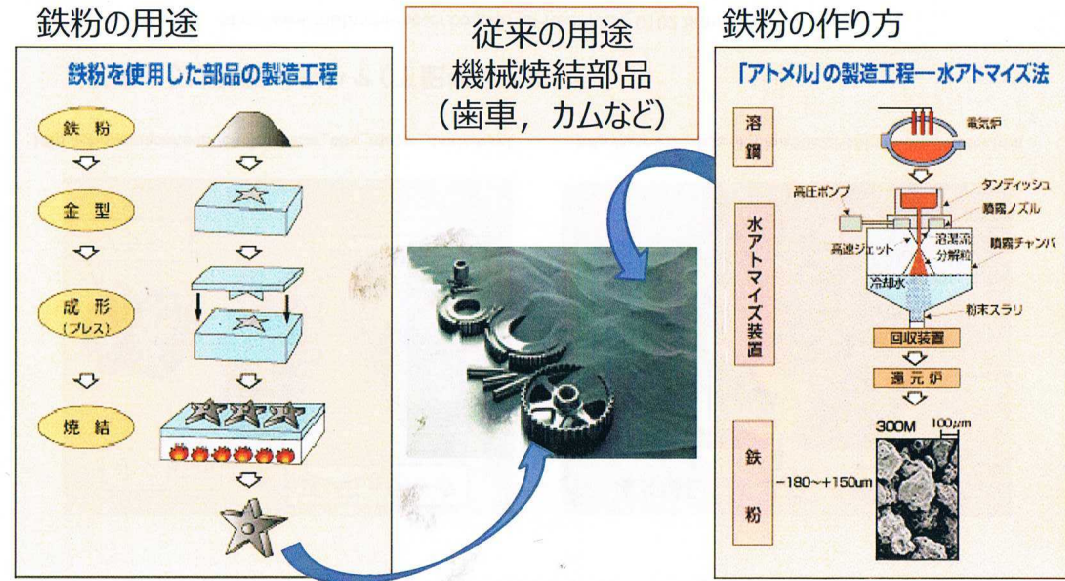 鉄粉の用途
鉄粉を使用した部品の製造工程
鉄粉
金型
成形
(プレス)
焼結
従来の用途
機械焼結部品
(歯車，カムなど)
鉄粉の作り方
「アトメル」の製造工程―水アトマイズ法
溶鋼
電気炉
高圧ポンプ
タンディッシュ
噴霧ノズル
高速ジェット
溶湯流
分解粒
噴霧チャンバ
冷却水
粉末スラリ
水アトマイズ装置
回収装置
還元炉
300M
100μm
鉄粉
−180~+150um